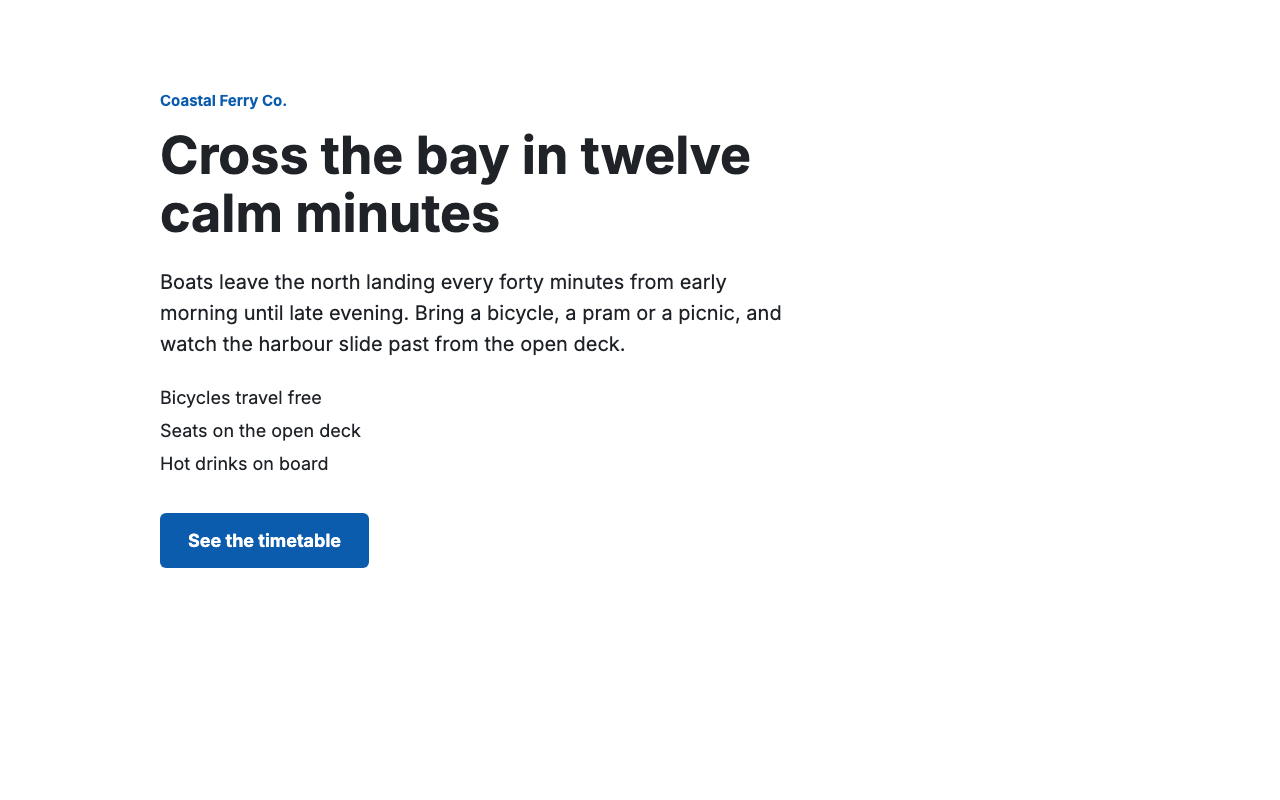 Coastal Ferry Co.
Cross the bay in twelve
calm minutes
Boats leave the north landing every forty minutes from early
morning until late evening. Bring a bicycle, a pram or a picnic, and
watch the harbour slide past from the open deck.
Bicycles travel free
Seats on the open deck
Hot drinks on board
See the timetable